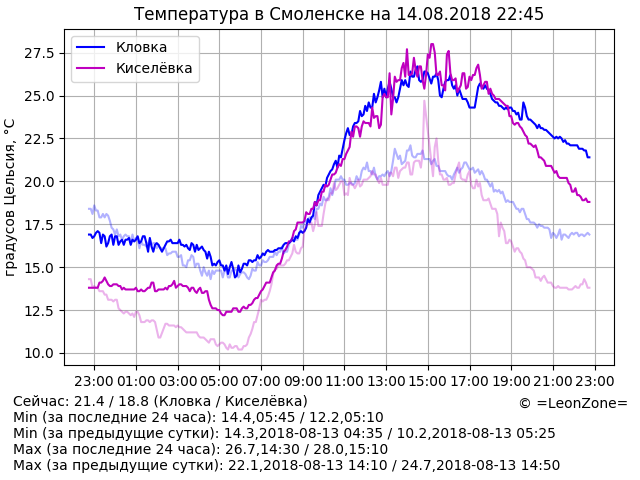 Температура в Смоленске на 14.08.2018 22:45
Кловка
Киселёвка
градусов Цельсия, °C
27.5
25.0
22.5
20.0
17.5
15.0
12.5
10.0
23:00 01:00 03:00 05:00 07:00 09:00 11:00 13:00 15:00 17:00 19:00 21:00 23:00
Сейчас: 21.4 / 18.8 (Кловка / Киселёвка)
© =LeonZone=
Min (за последние 24 часа): 14.4,05:45 / 12.2,05:10
Min (за предыдущие сутки): 14.3,2018-08-13 04:35 / 10.2,2018-08-13 05:25
Max (за последние 24 часа): 26.7,14:30 / 28.0,15:10
Max (за предыдущие сутки): 22.1,2018-08-13 14:10 / 24.7,2018-08-13 14:50